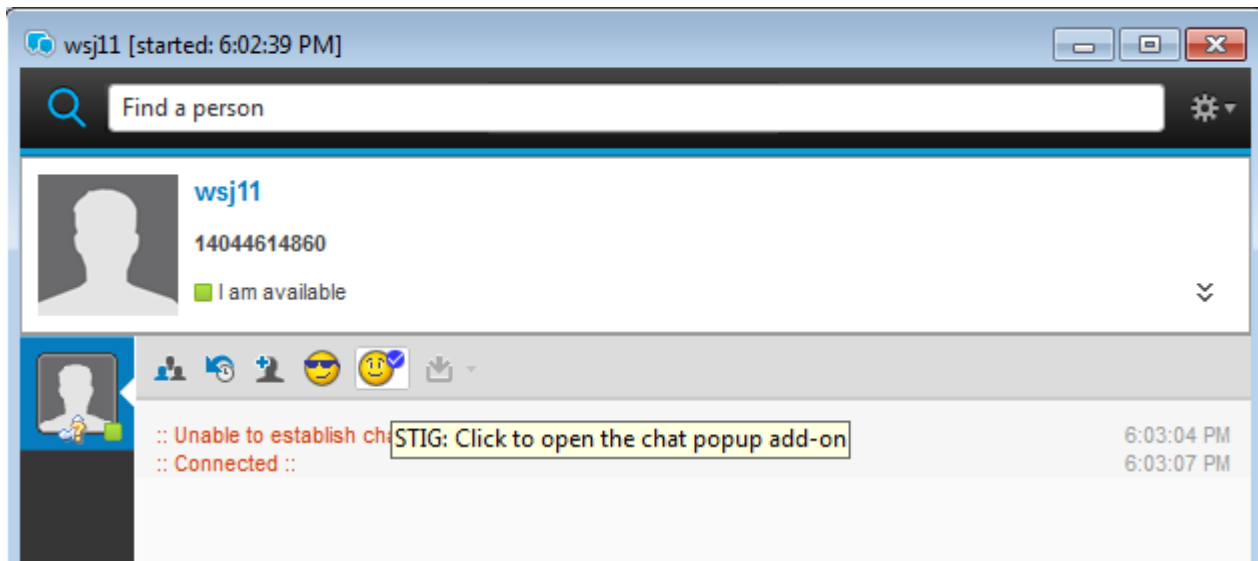 wsj11 [started: 6:02:39 PM]
Find a person
wsj11
14044614860
I am available
:: Unable to establish
STIG: Click to open the chat popup add-on
6:03:04 PM
:: Connected ::
6:03:07 PM